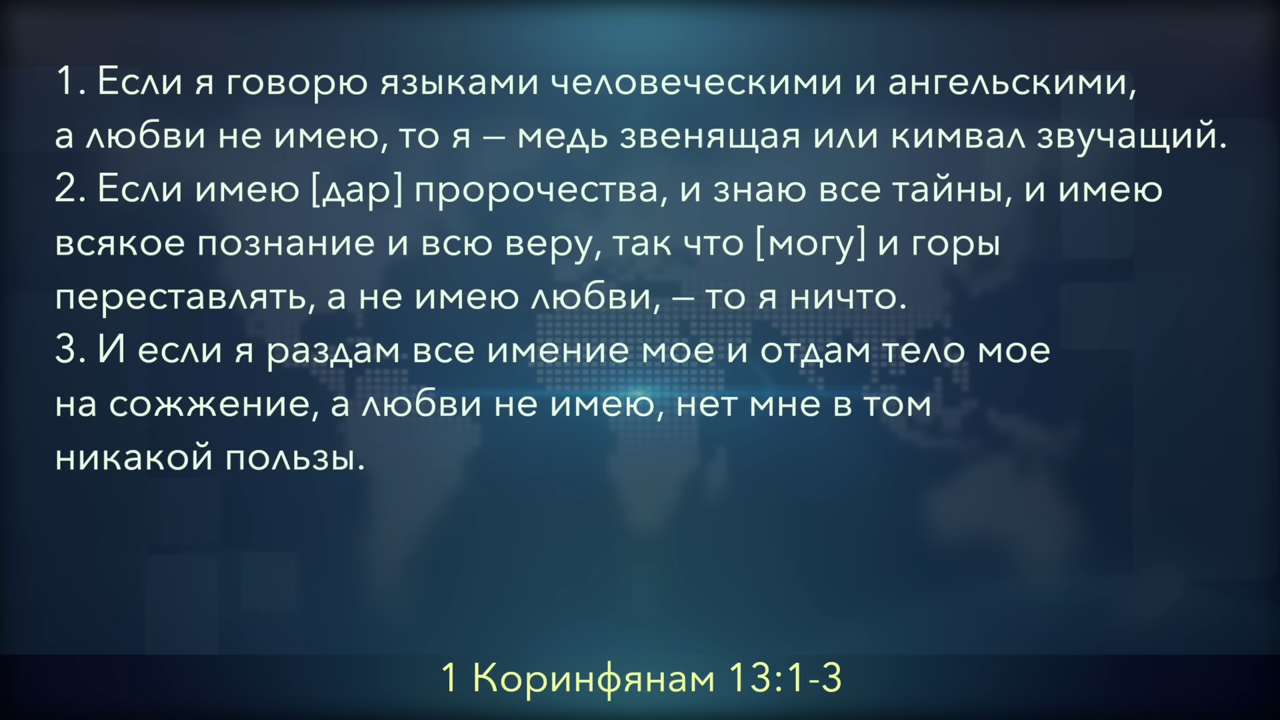 1. Если я говорю языками человеческими и ангельскими,
а любви не имею, то я – медь звенящая или кимвал звучащий.
2. Если имею [дар] пророчества, и знаю все тайны, и имею
всякое познание и всю веру, так что [могу] и горы
переставлять, а не имею любви, – то я ничто.
3. И если я раздам все имение мое и отдам тело мое
на сожжение, а любви не имею, нет мне в том
никакой пользы.
1 Коринфянам 13:1-3